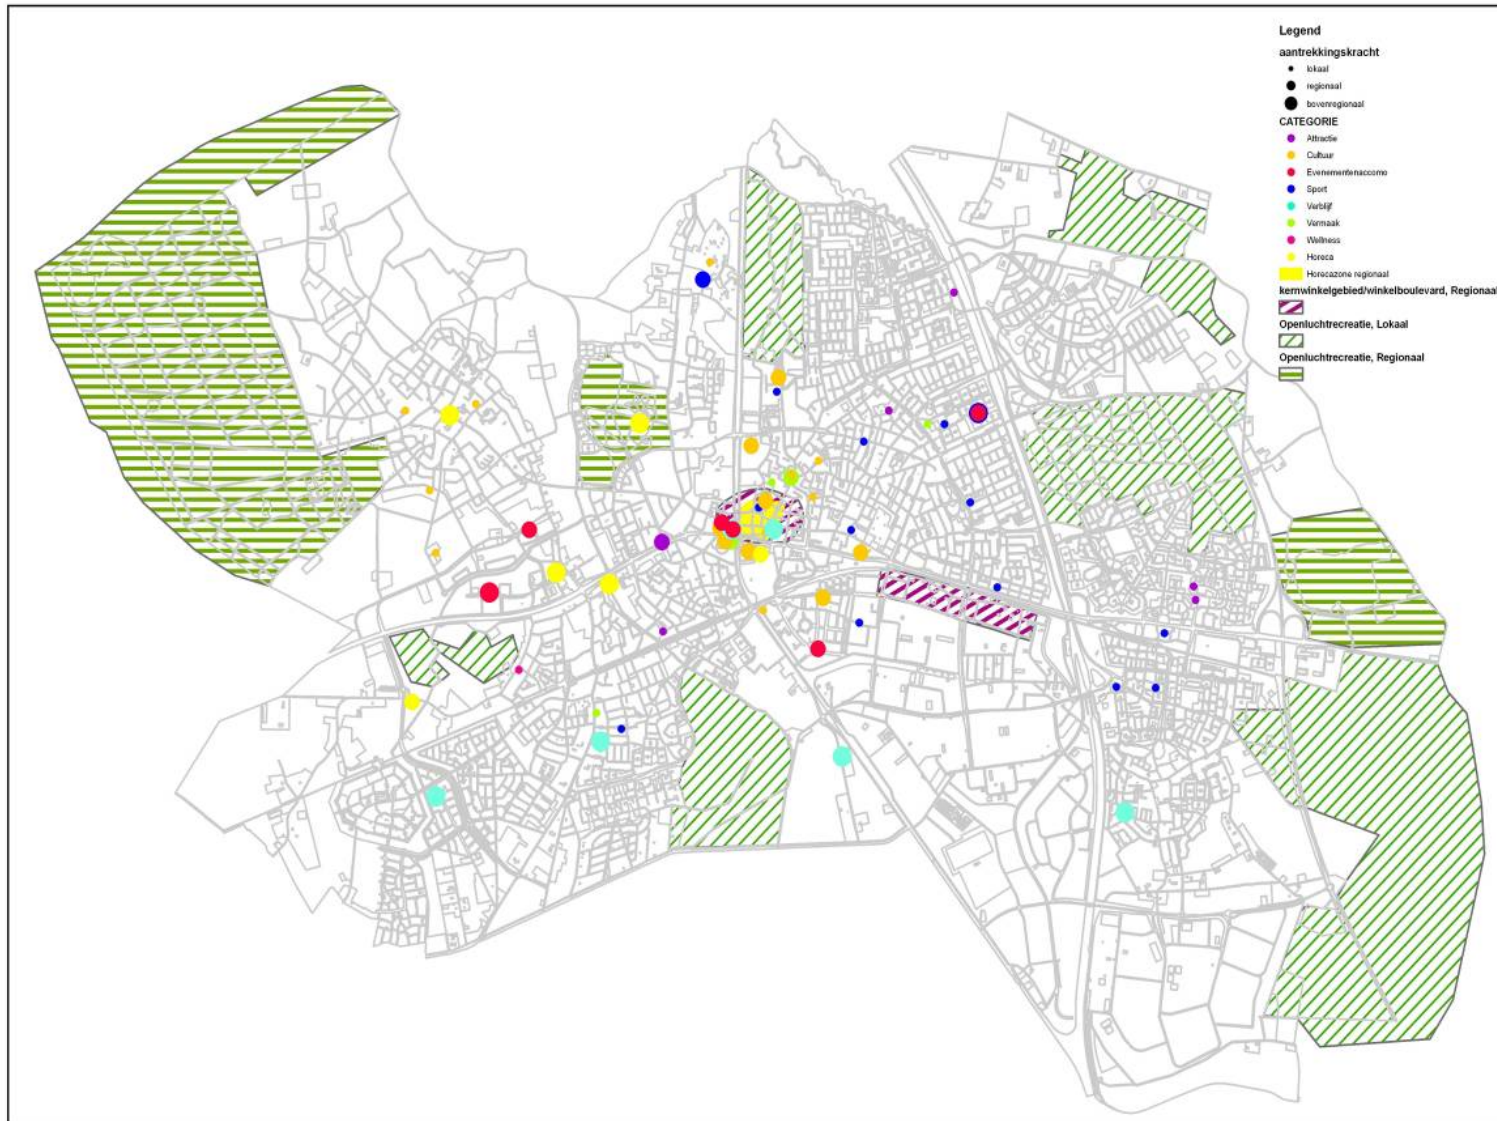 Legend
aantrekkingskracht
lokaal
regionaal
bovenregionaal
CATEGORIE
Attractie
Cultuur
Evenementenaccomo
Sport
Verblijf
Vermaak
Wellness
Horeca
Horecazone regionaal
kernwinkelgebied/winkelboulevard, Regionaal
Openluchtrecreatie, Lokaal
Openluchtrecreatie, Regionaal